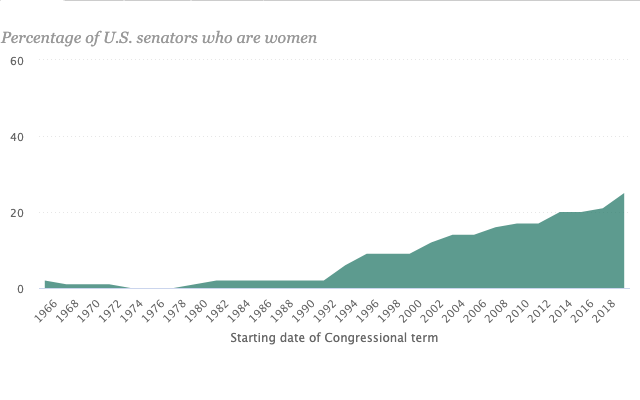 Percentage of U.S. senators who are women
60
40
20
0
1966 1968 1970 1972 1974 1976 1978 1980 1982 1984 1986 1988 1990 1992 1994 1996 1998 2000 2002 2004 2006 2008 2010 2012 2014 2016 2018
Starting date of Congressional term